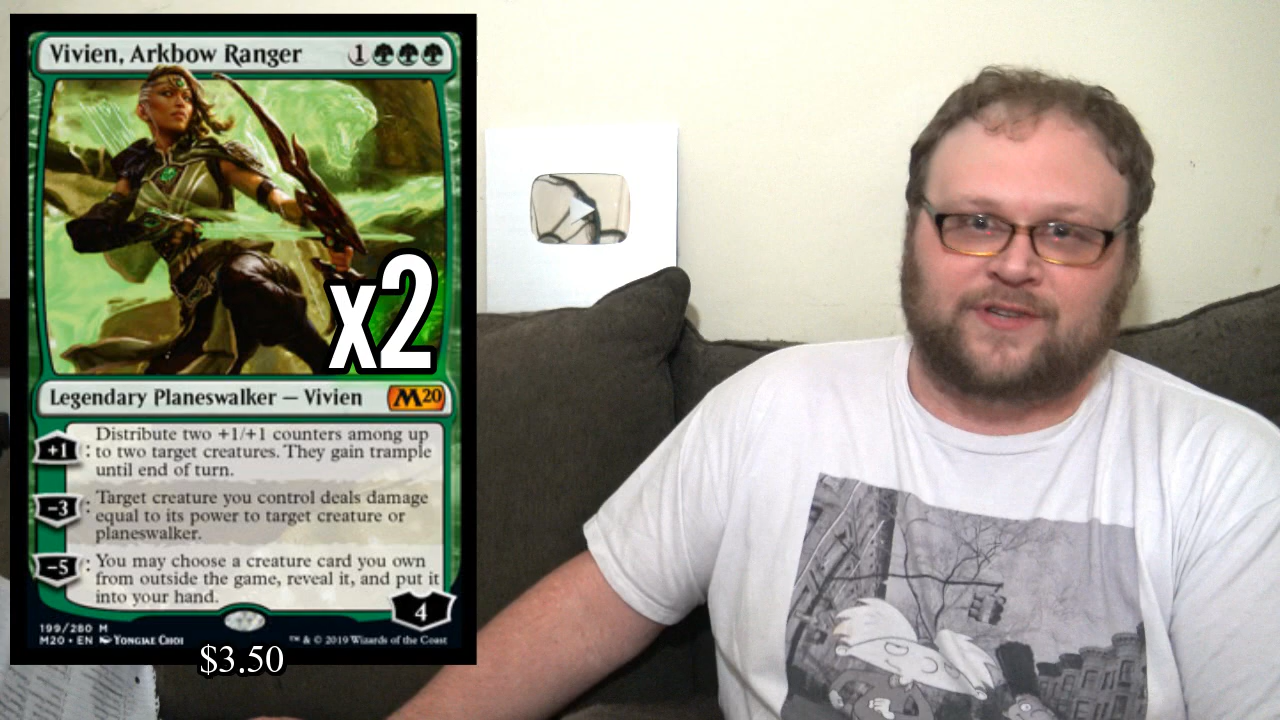 Vivien, Arkbow Ranger 1
x2
Legendary Planeswalker — Vivien M20
+1 : Distribute two +1/+1 counters among up
to two target creatures. They gain trample
until end of turn.
-3 : Target creature you control deals damage
equal to its power to target creature or
planeswalker.
-5 : You may choose a creature card you own
from outside the game, reveal it, and put it
into your hand.
4
199/280 M
M20 • EN YONGJAE CHOI ™ & © 2019 Wizards of the Coast
$3.50